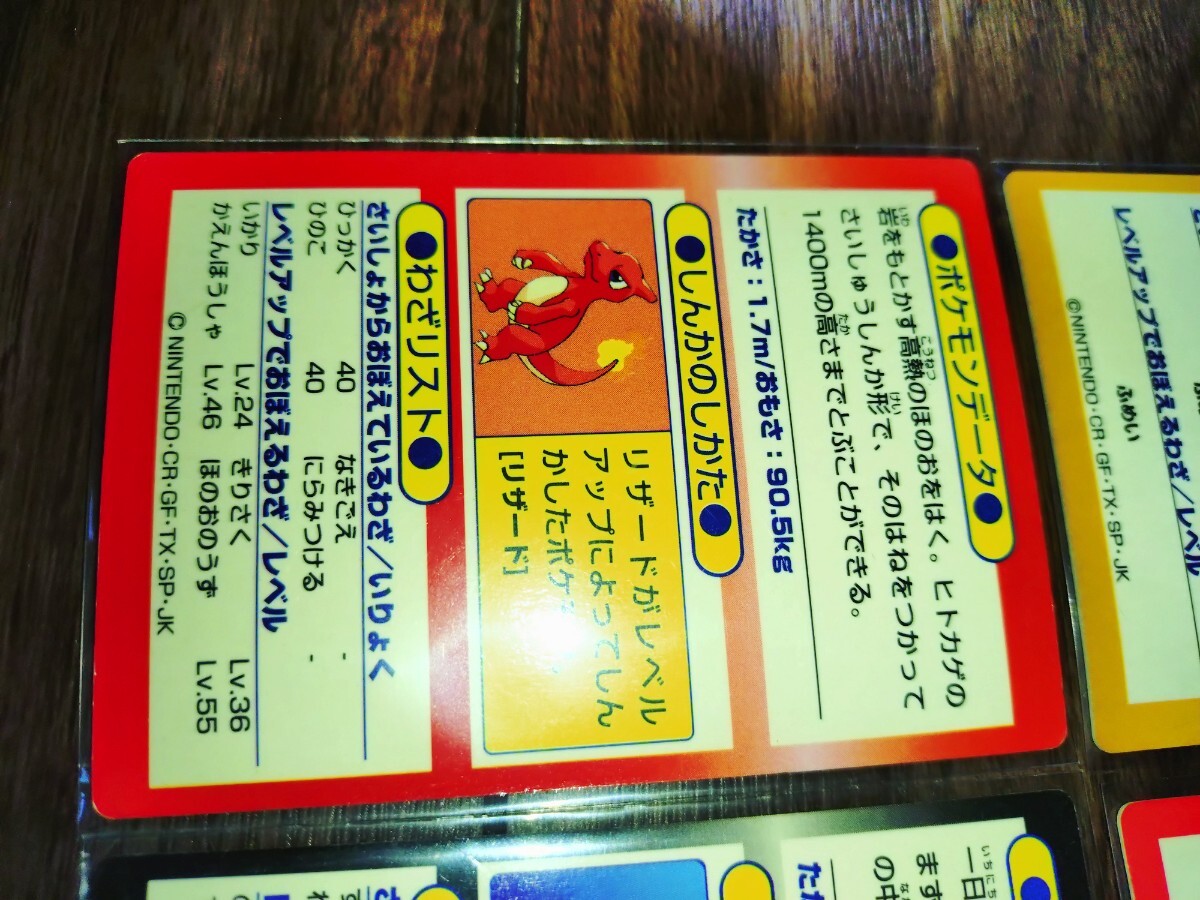 ●ポケモンデータ●
岩をもとかす高熱のほのおをはく。ヒトカゲの
さいしゅうしんか形で、そのはねをつかって
1400mの高さまでとぶことができる。
たかさ：1.7m/おもさ：90.5kg
●しんかのしかた●
リザードがレベル
アップによってしん
かしたポケ
[リザード]
●わざリスト●
さいしょからおぼえているわざ/いりょく
ひっかく 40 なきごえ -
ひのこ 40 にらみつける -
レベルアップでおぼえるわざ/レベル
いかり Lv.24 きりさく Lv.36
かえんほうしゃ Lv.46 ほのおのうず Lv.55
©NINTENDO・CR・GF・TX・SP・JK
レベルアップでおぼえるわざ/レベル
ふめい
©NINTENDO・CR・GF・TX・SP・JK
一日
ます
の中
たか